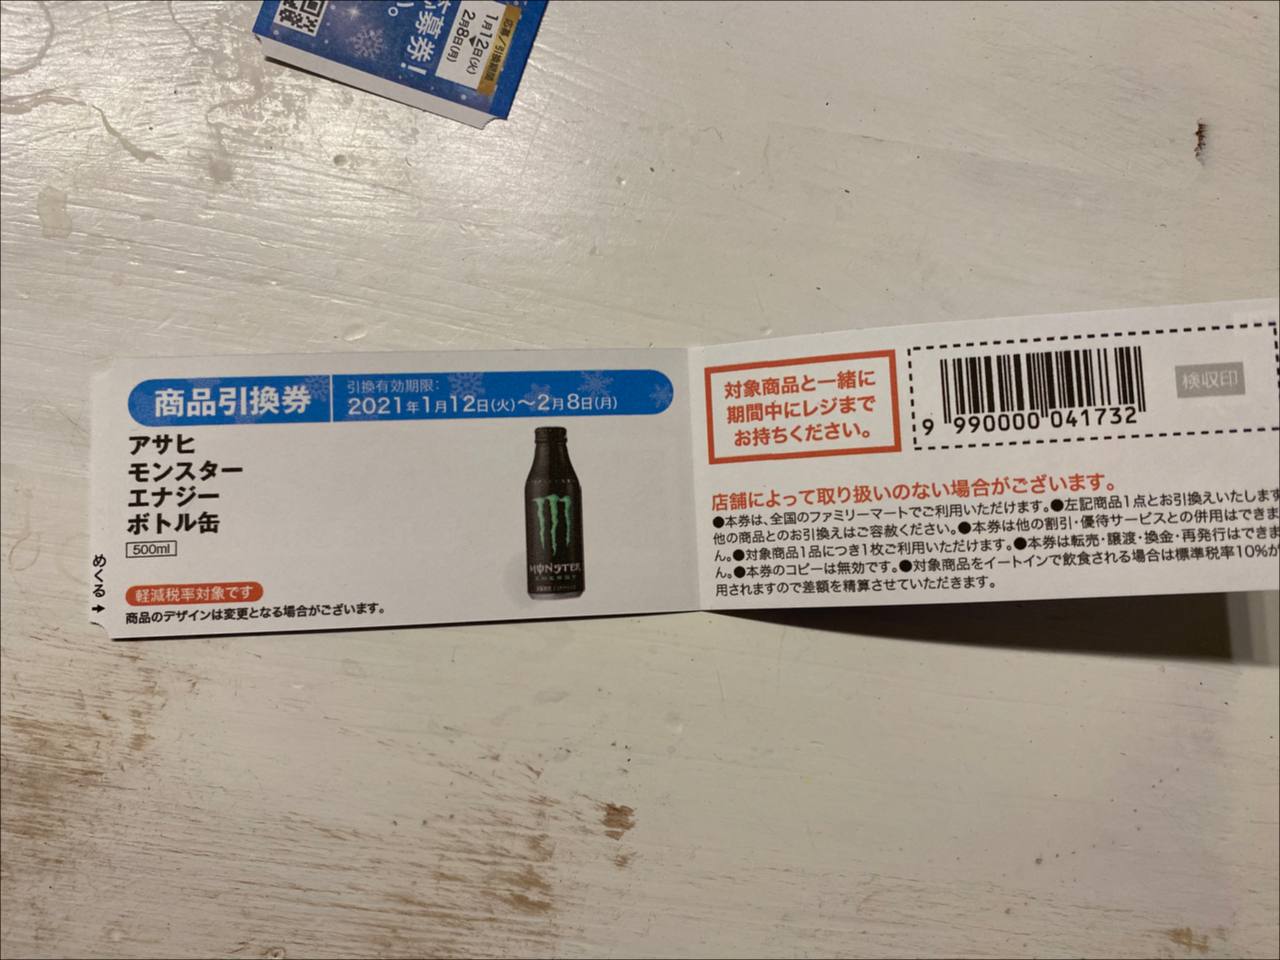 応募／引換期間
1月12日(火)
2月8日(月)
募券!
商品引換券
引換有効期限:
2021年1月12日(火)〜2月8日(月)
アサヒ
モンスター
エナジー
ボトル缶
500ml
めくる→
軽減税率対象です
商品のデザインは変更となる場合がございます。
MONSTER
ENERGY
対象商品と一緒に
期間中にレジまで
お持ちください。
9 990000 041732
検収印
店舗によって取り扱いのない場合がございます。
●本券は、全国のファミリーマートでご利用いただけます。●左記商品1点とお引換えいたします
他の商品とのお引換えはご容赦ください。●本券は他の割引・優待サービスとの併用はできま
ん。●対象商品1品につき1枚ご利用いただけます。●本券は転売・譲渡・換金・再発行はできま
ん。●本券のコピーは無効です。●対象商品をイートインで飲食される場合は標準税率10%が
用されますので差額を精算させていただきます。